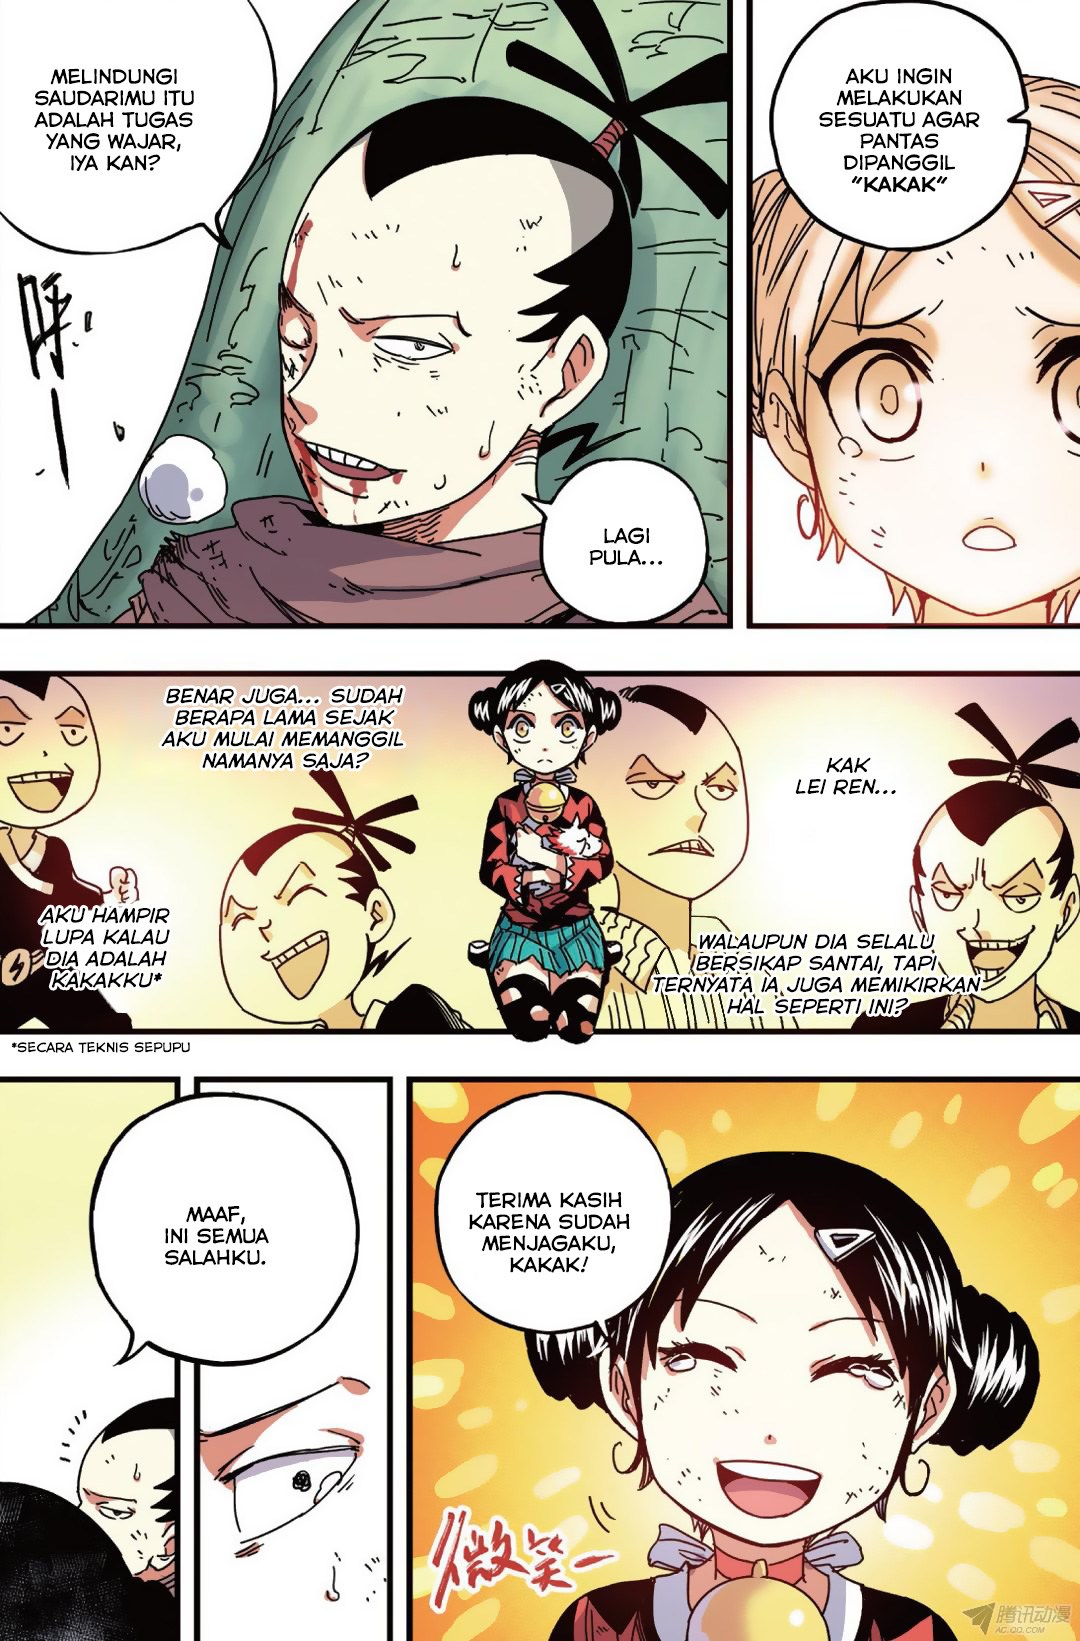 MELINDUNGI
SAUDARIMU ITU
ADALAH TUGAS
YANG WAJAR,
IYA KAN?
呼
LAGI
PULA...
AKU INGIN
MELAKUKAN
SESUATU AGAR
PANTAS
DIPANGGIL
"KAKAK"
BENAR JUGA... SUDAH
BERAPA LAMA SEJAK
AKU MULAI MEMANGGIL
NAMANYA SAJA?
AKU HAMPIR
LUPA KALAU
DIA ADALAH
KAKAKKU*
KAK
LEI REN...
WALAUPUN DIA SELALU
BERSIKAP SANTAI, TAPI
TERNYATA IA JUGA MEMIKIRKAN
HAL SEPERTI INI?
*SECARA TEKNIS SEPUPU
MAAF,
INI SEMUA
SALAHKU.
TERIMA KASIH
KARENA SUDAH
MENJAGAKU,
KAKAK!
微笑
腾讯动漫
AC.QQ.COM